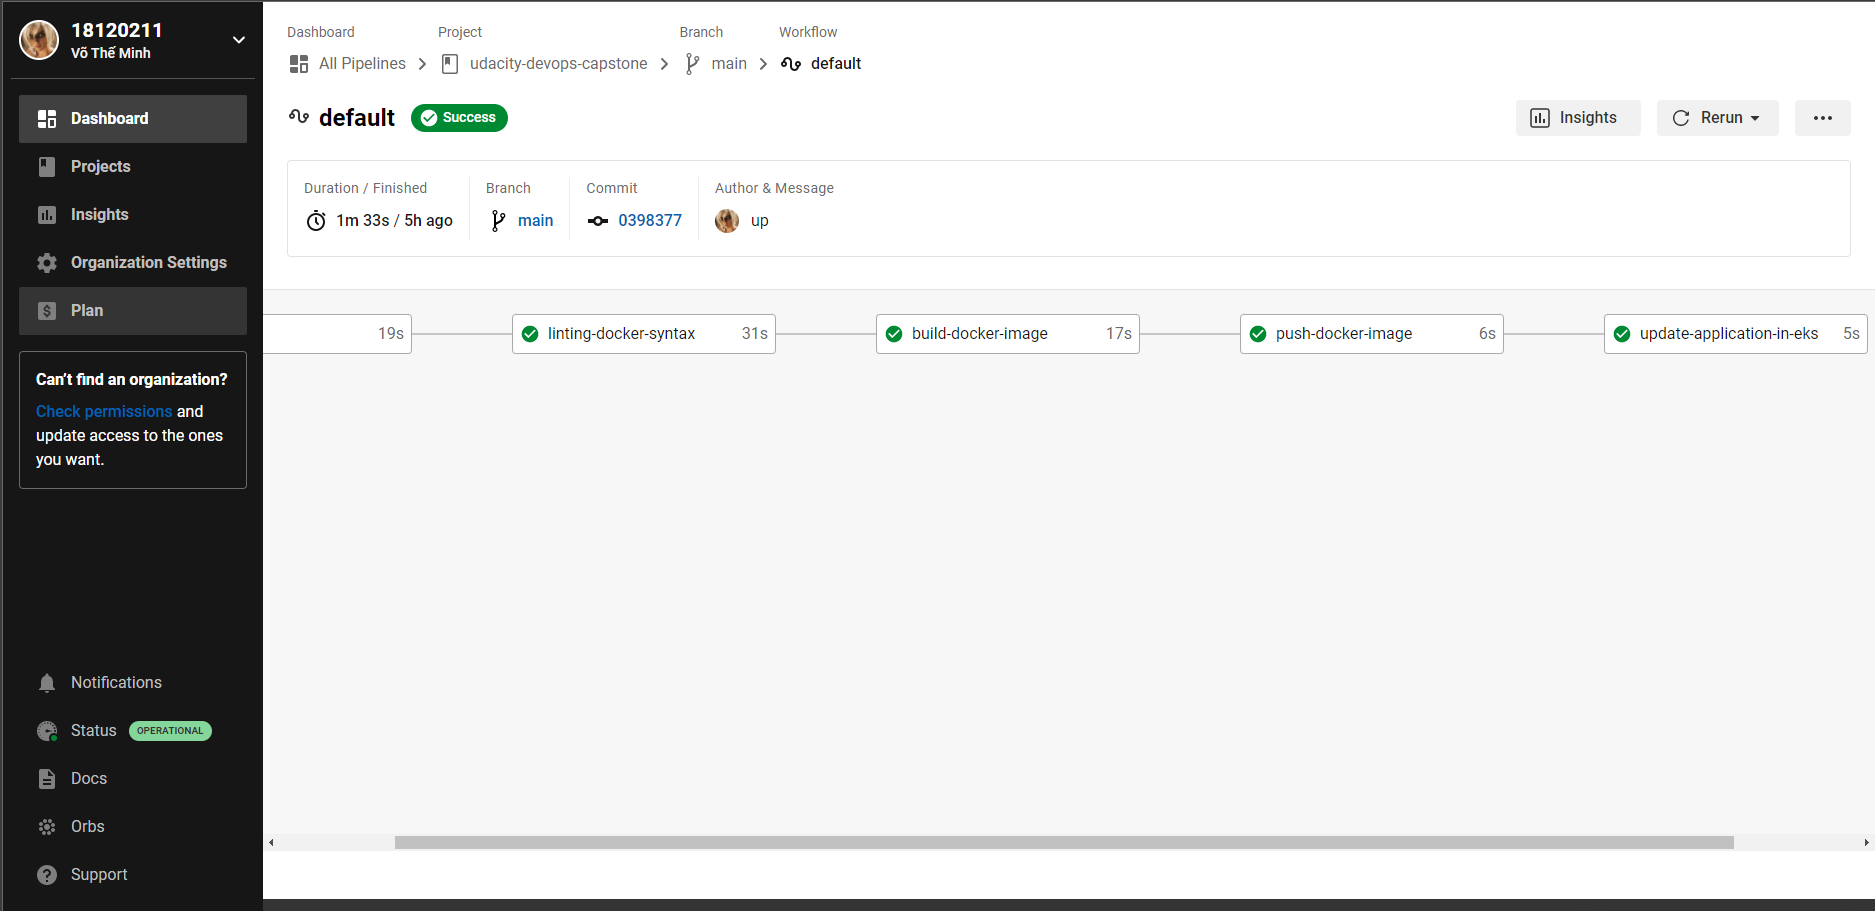 18120211
Võ Thế Minh
Dashboard
Projects
Insights
Organization Settings
Plan
Can't find an organization?
Check permissions and
update access to the ones
you want.
Notifications
Status OPERATIONAL
Docs
Orbs
Support
Dashboard Project Branch Workflow
All Pipelines udacity-devops-capstone main default
default Success Insights Rerun
Duration / Finished Branch Commit Author & Message
1m 33s / 5h ago main 0398377 up
19s linting-docker-syntax 31s build-docker-image 17s push-docker-image 6s update-application-in-eks 5s